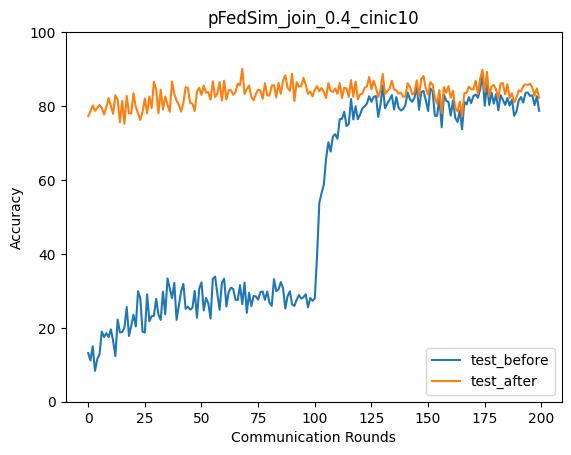 pFedSim_join_0.4_cinic10
100
80
60
40
20
0
Accuracy
0 25 50 75 100 125 150 175 200
Communication Rounds
test_before
test_after